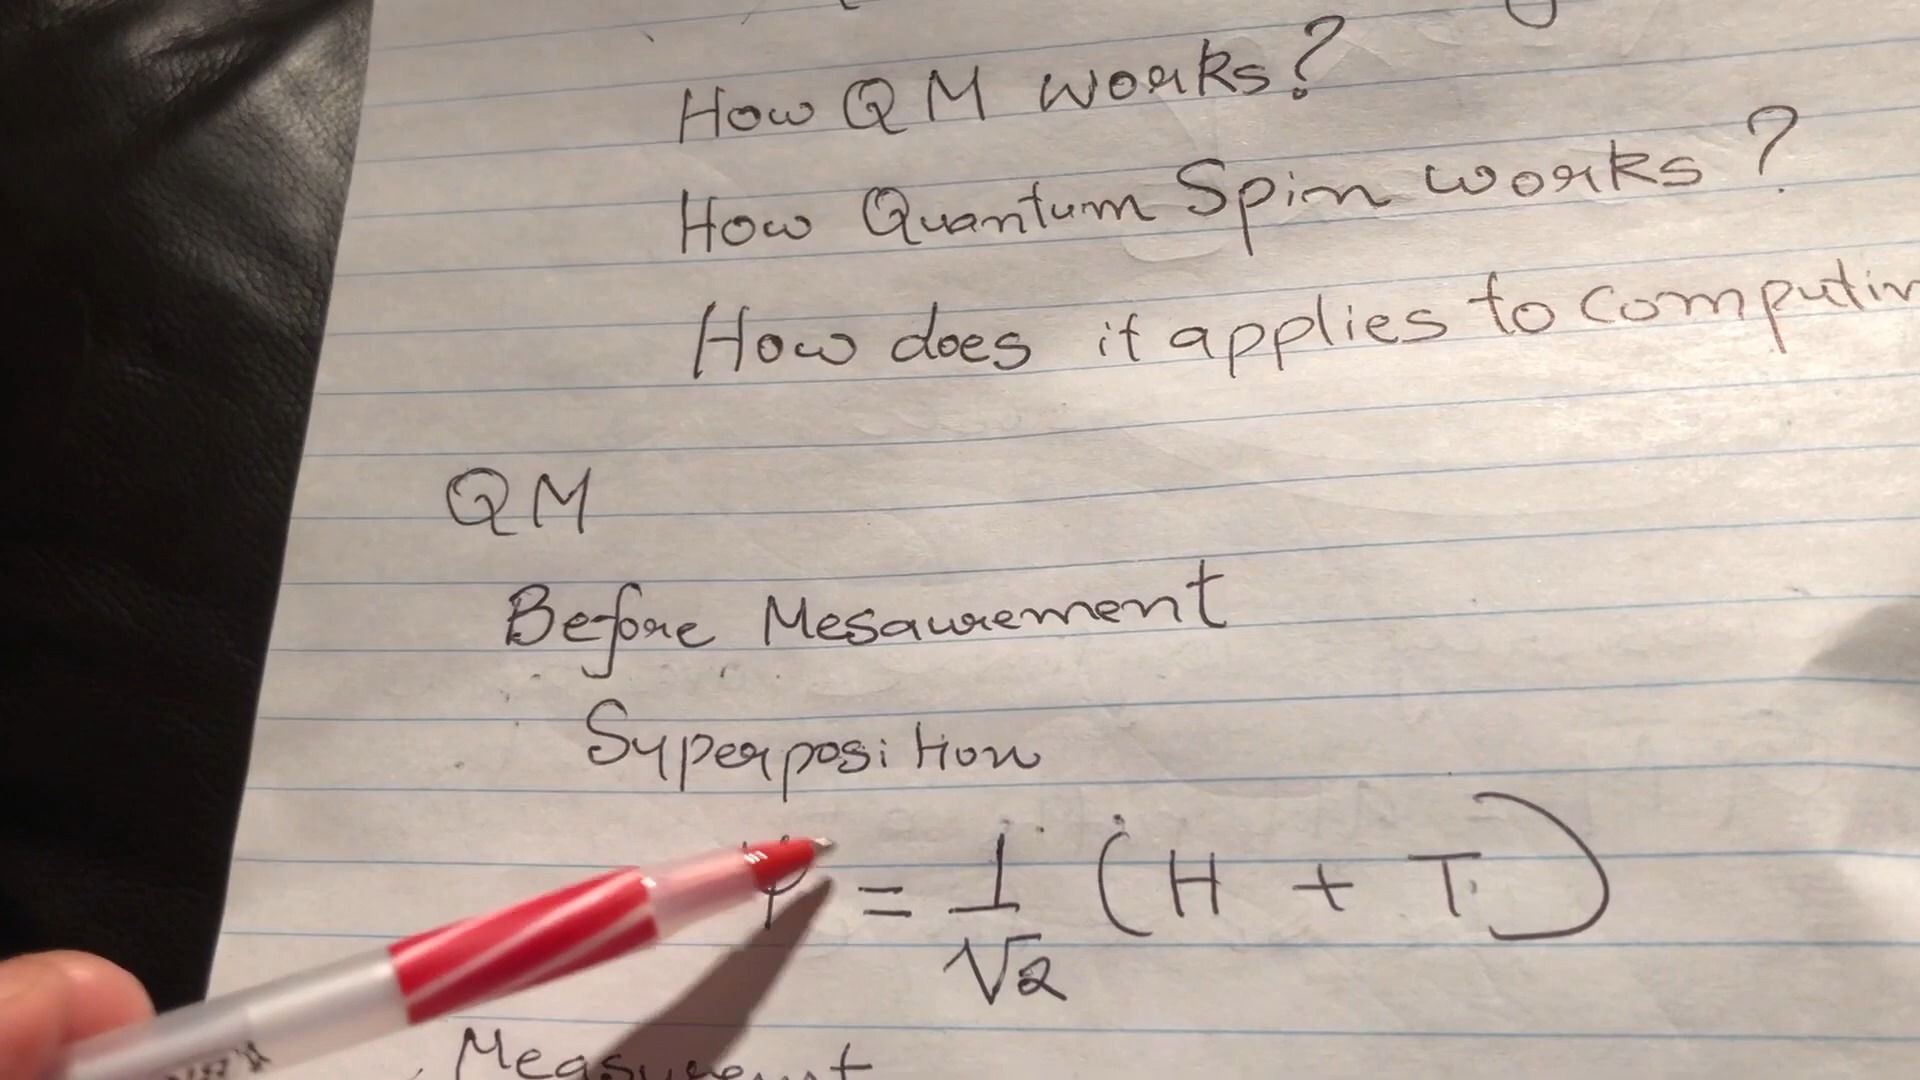 How QM works?
How Quantum Spin works?
How does it applies to computin
QM
Before Mesaurement
Superposition
ψ = 1/√2 (H + T)
Measurement